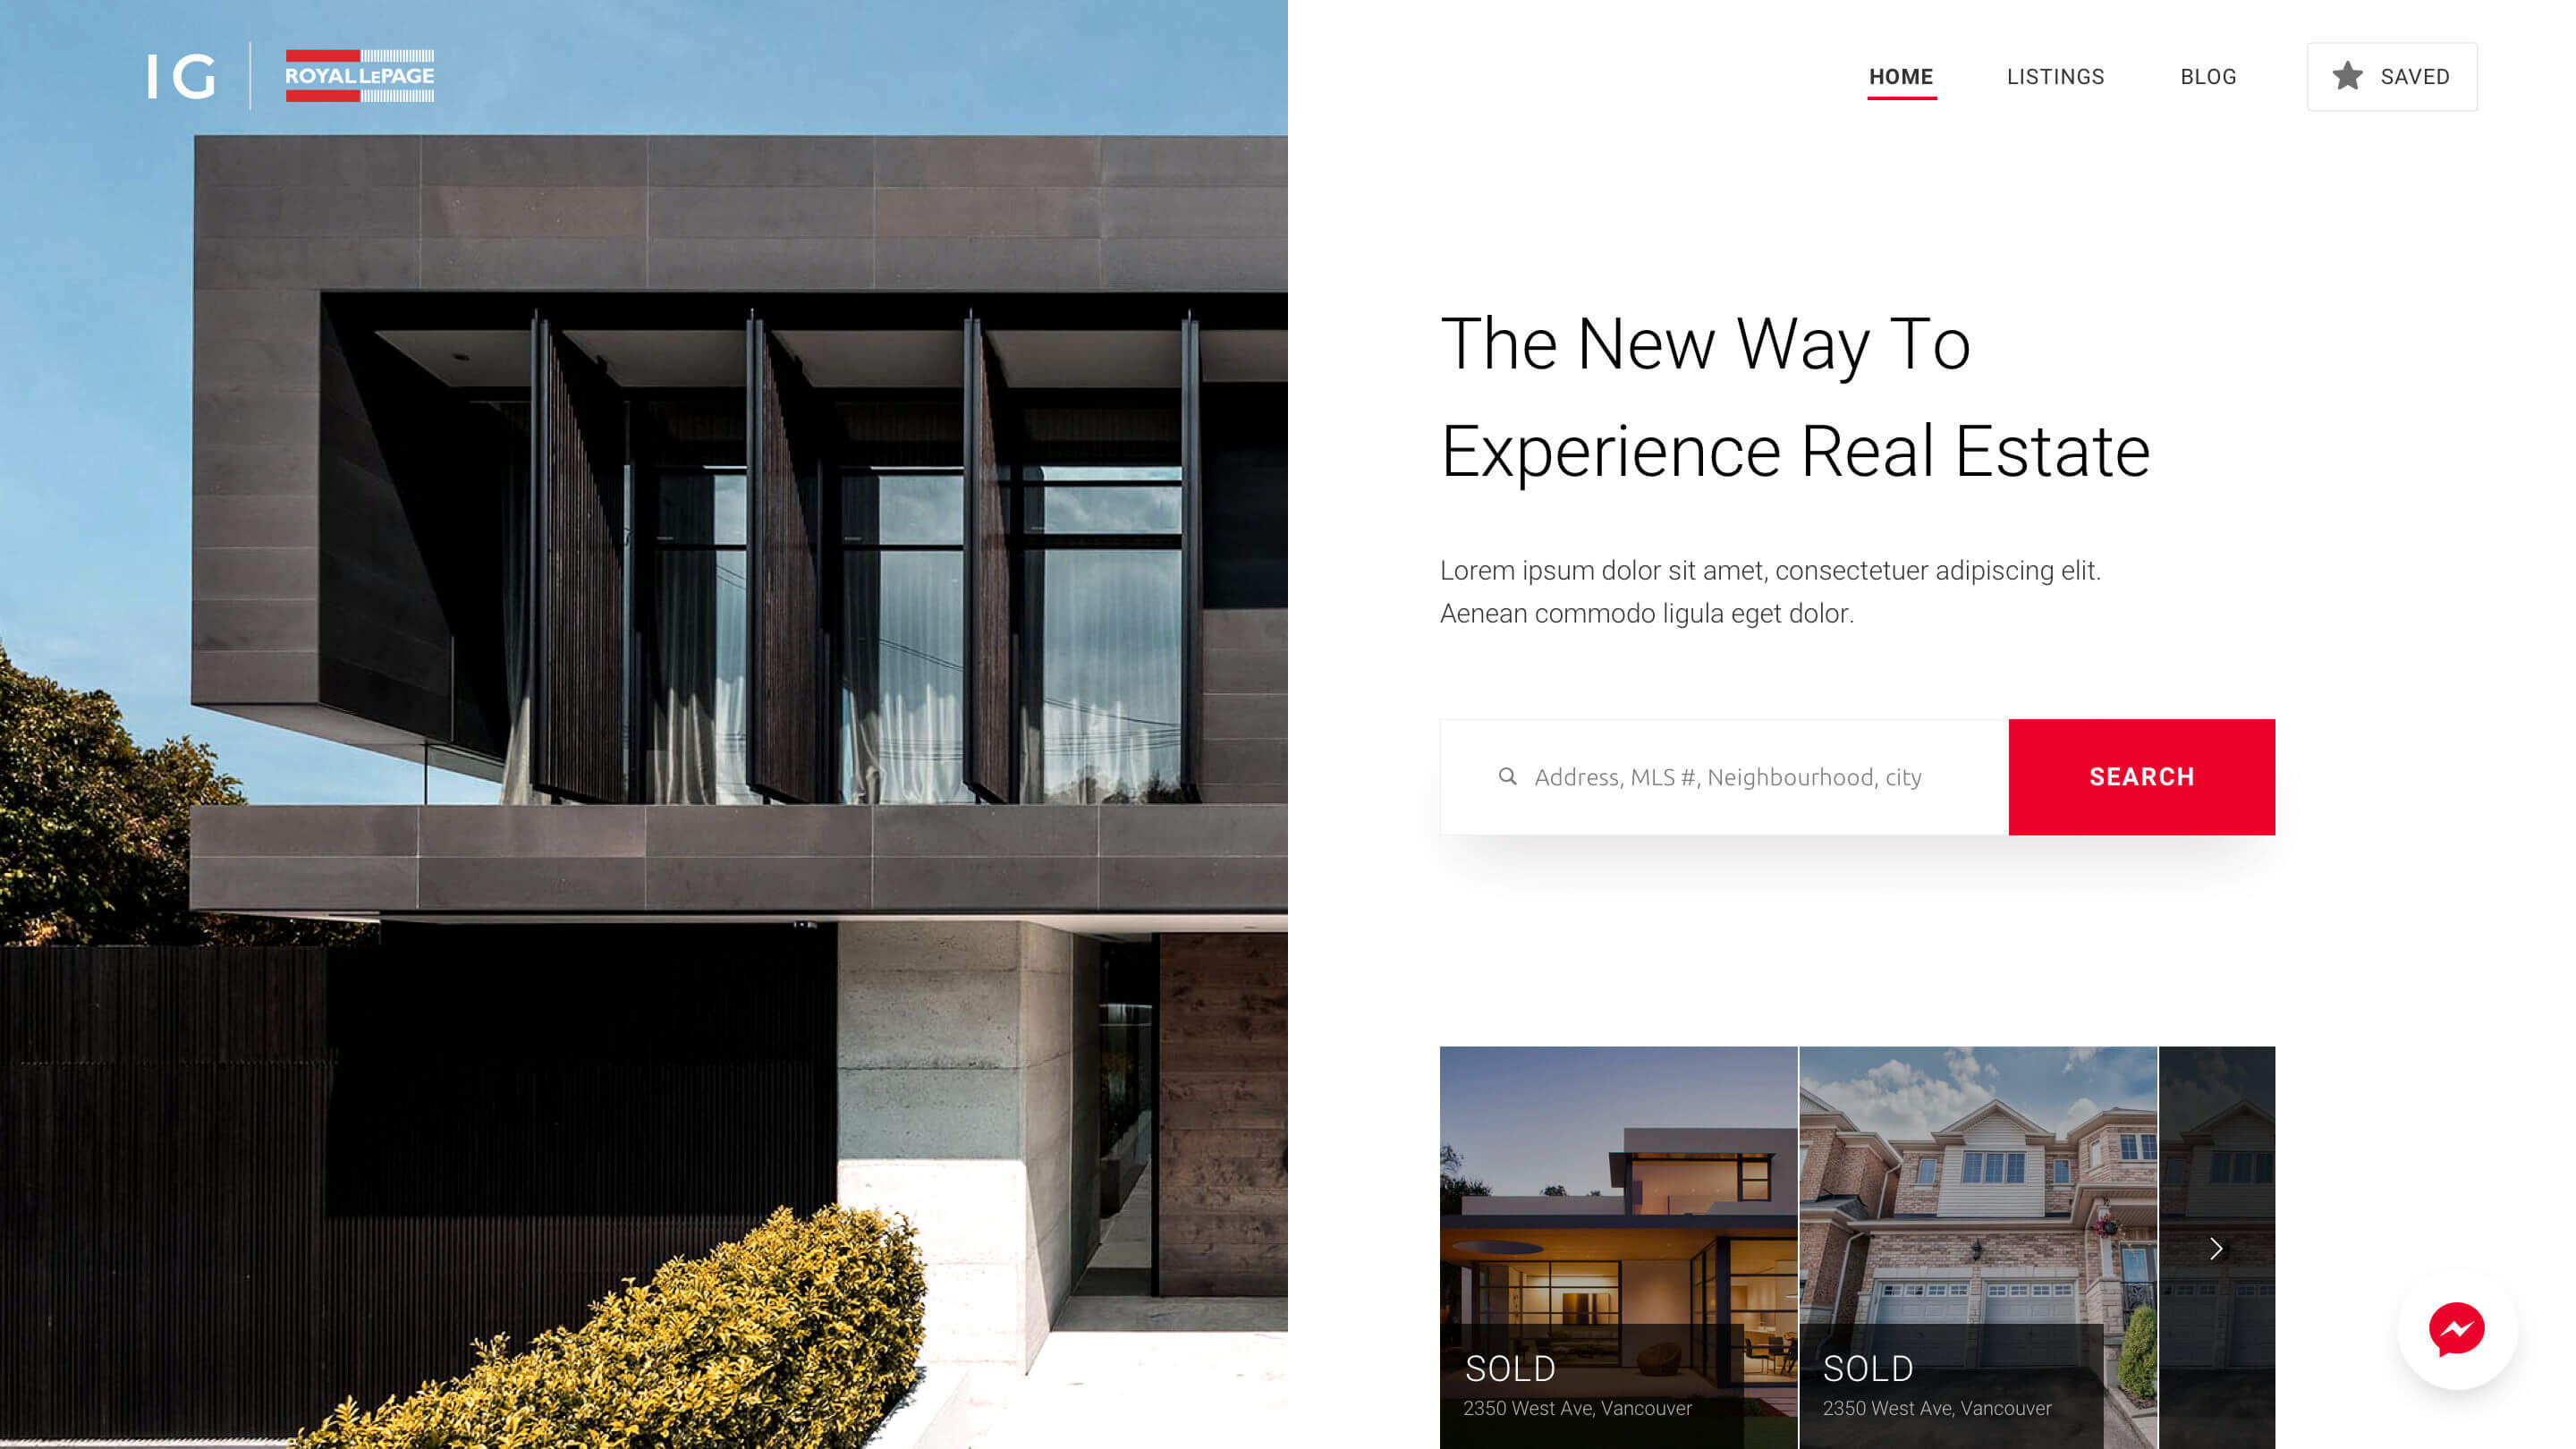 IG
ROYAL LEPAGE
HOME
LISTINGS
BLOG
SAVED
The New Way To
Experience Real Estate
Lorem ipsum dolor sit amet, consectetuer adipiscing elit.
Aenean commodo ligula eget dolor.
Address, MLS #, Neighbourhood, city
SEARCH
SOLD
2350 West Ave, Vancouver
SOLD
2350 West Ave, Vancouver